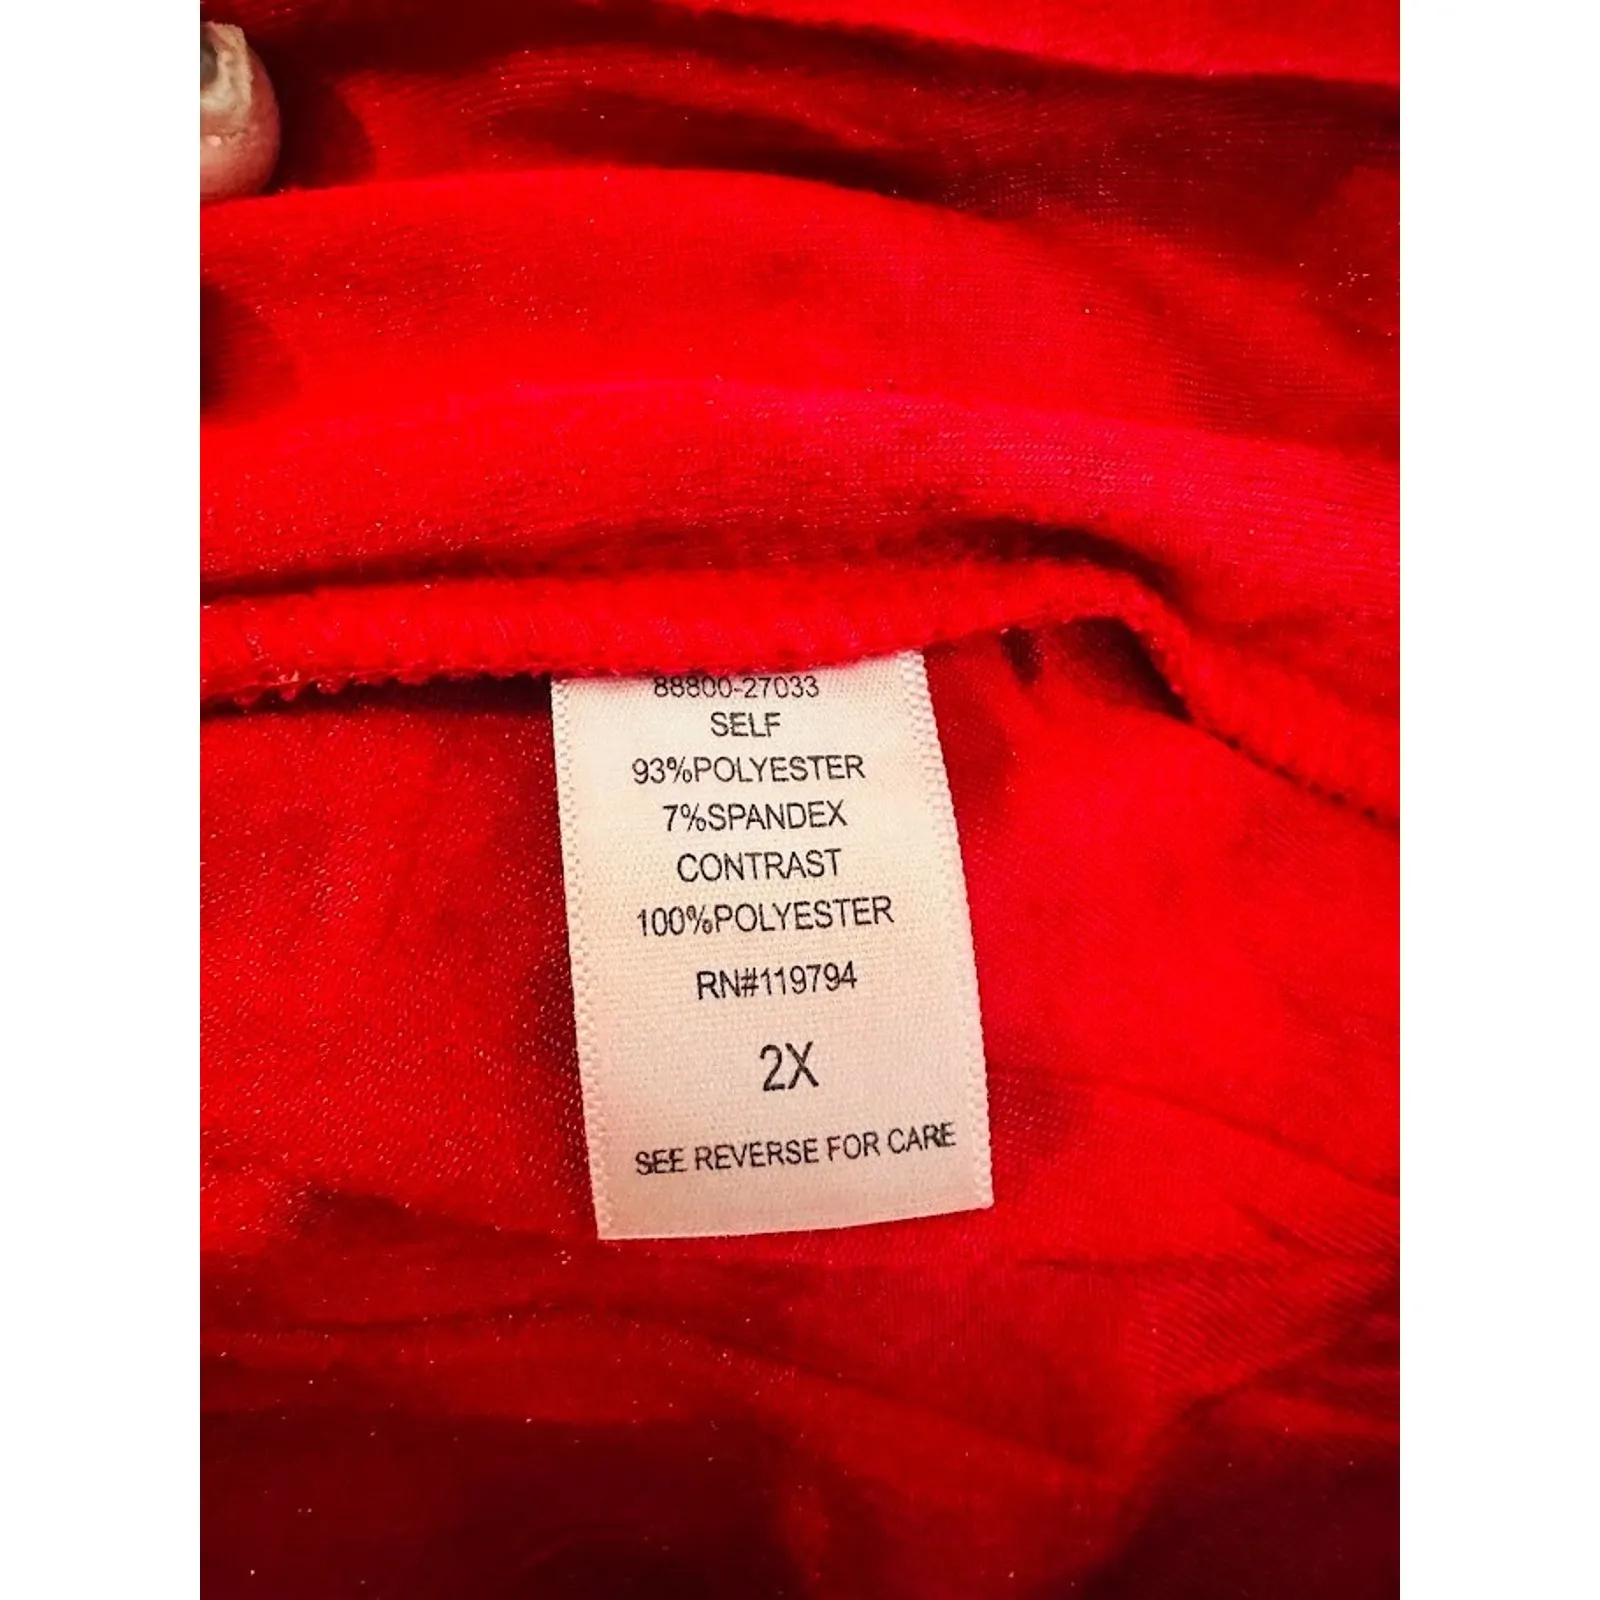 88800-27033
SELF
93%POLYESTER
7%SPANDEX
CONTRAST
100%POLYESTER
RN#119794
2X
SEE REVERSE FOR CARE